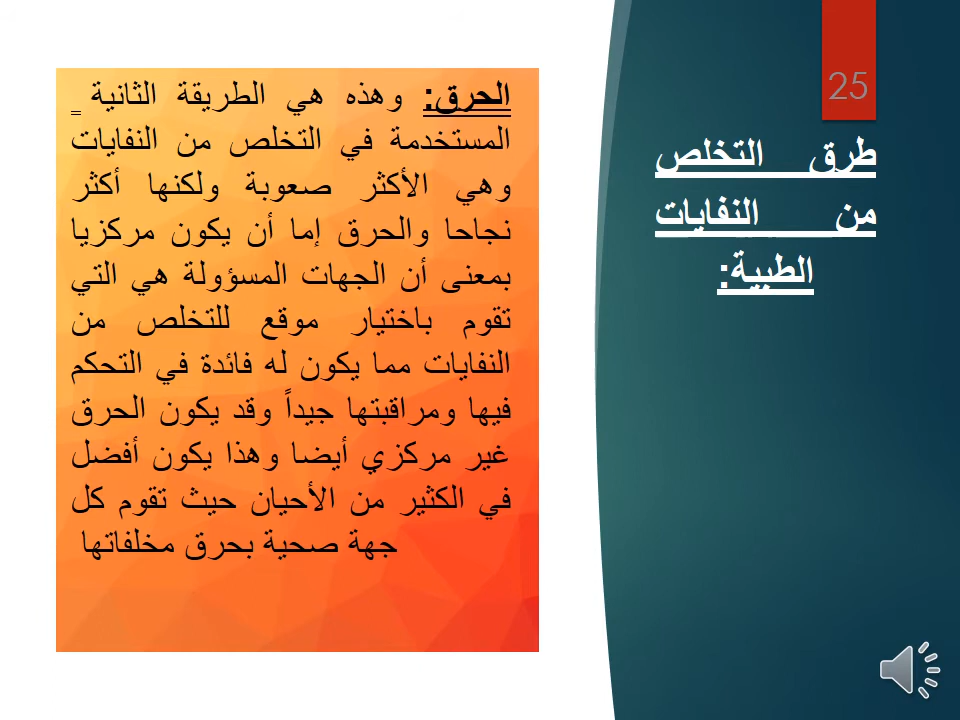 25
طرق التخلص
من النفايات
الطبية:
الحرق: وهذه هي الطريقة الثانية
المستخدمة في التخلص من النفايات
وهي الأكثر صعوبة ولكنها أكثر
نجاحا والحرق إما أن يكون مركزيا
بمعنى أن الجهات المسؤولة هي التي
تقوم باختيار موقع للتخلص من
النفايات مما يكون له فائدة في التحكم
فيها ومراقبتها جيداً وقد يكون الحرق
غير مركزي أيضا وهذا يكون أفضل
في الكثير من الأحيان حيث تقوم كل
جهة صحية بحرق مخلفاتها